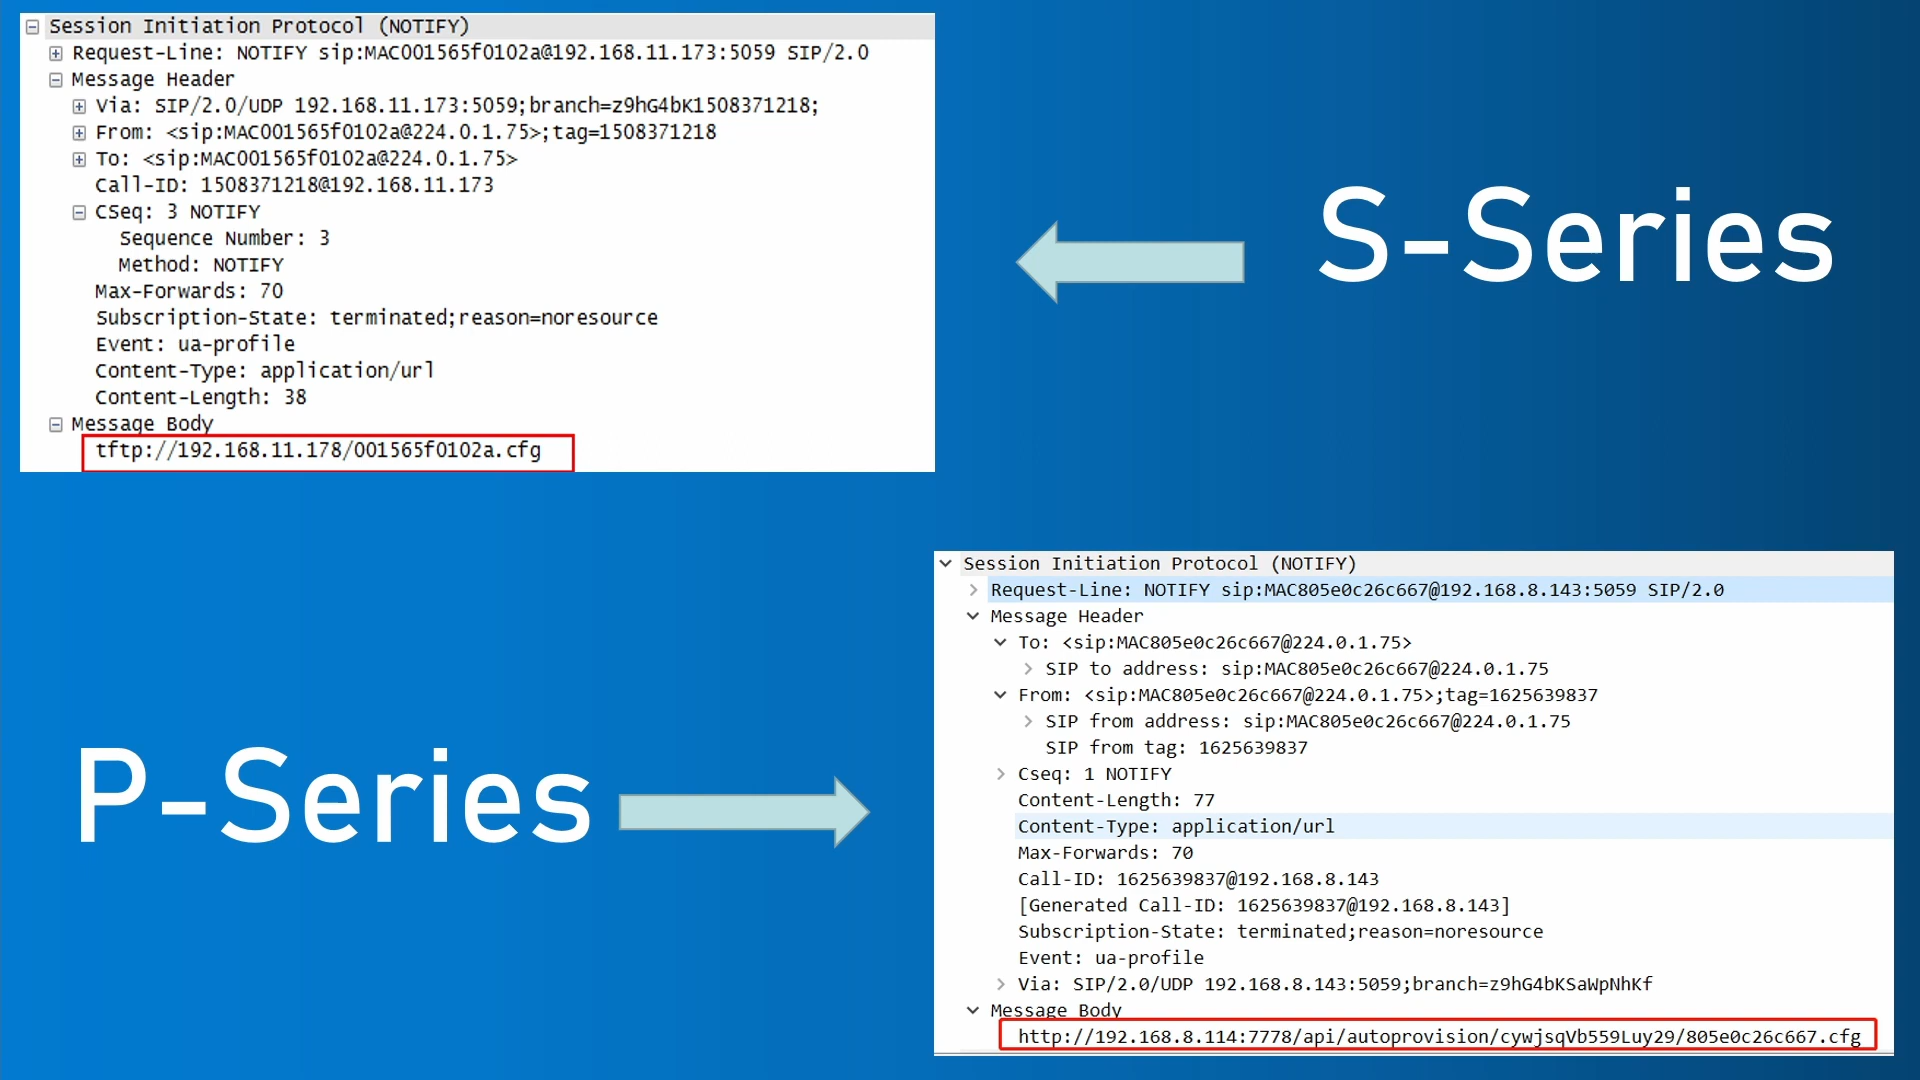 Session Initiation Protocol (NOTIFY)
Request-Line: NOTIFY sip:MAC001565f0102a@192.168.11.173:5059 SIP/2.0
Message Header
Via: SIP/2.0/UDP 192.168.11.173:5059;branch=z9hG4bK1508371218;
From: <sip:MAC001565f0102a@224.0.1.75>;tag=1508371218
To: <sip:MAC001565f0102a@224.0.1.75>
Call-ID: 1508371218@192.168.11.173
CSeq: 3 NOTIFY
Sequence Number: 3
Method: NOTIFY
Max-Forwards: 70
Subscription-State: terminated;reason=noresource
Event: ua-profile
Content-Type: application/url
Content-Length: 38
Message Body
tftp://192.168.11.178/001565f0102a.cfg
S-Series
P-Series
Session Initiation Protocol (NOTIFY)
Request-Line: NOTIFY sip:MAC805e0c26c667@192.168.8.143:5059 SIP/2.0
Message Header
To: <sip:MAC805e0c26c667@224.0.1.75>
SIP to address: sip:MAC805e0c26c667@224.0.1.75
From: <sip:MAC805e0c26c667@224.0.1.75>;tag=1625639837
SIP from address: sip:MAC805e0c26c667@224.0.1.75
SIP from tag: 1625639837
Cseq: 1 NOTIFY
Content-Length: 77
Content-Type: application/url
Max-Forwards: 70
Call-ID: 1625639837@192.168.8.143
[Generated Call-ID: 1625639837@192.168.8.143]
Subscription-State: terminated;reason=noresource
Event: ua-profile
Via: SIP/2.0/UDP 192.168.8.143:5059;branch=z9hG4bKSaWpNhKf
Message Body
http://192.168.8.114:7778/api/autoprovision/cywjsqVb559Luy29/805e0c26c667.cfg